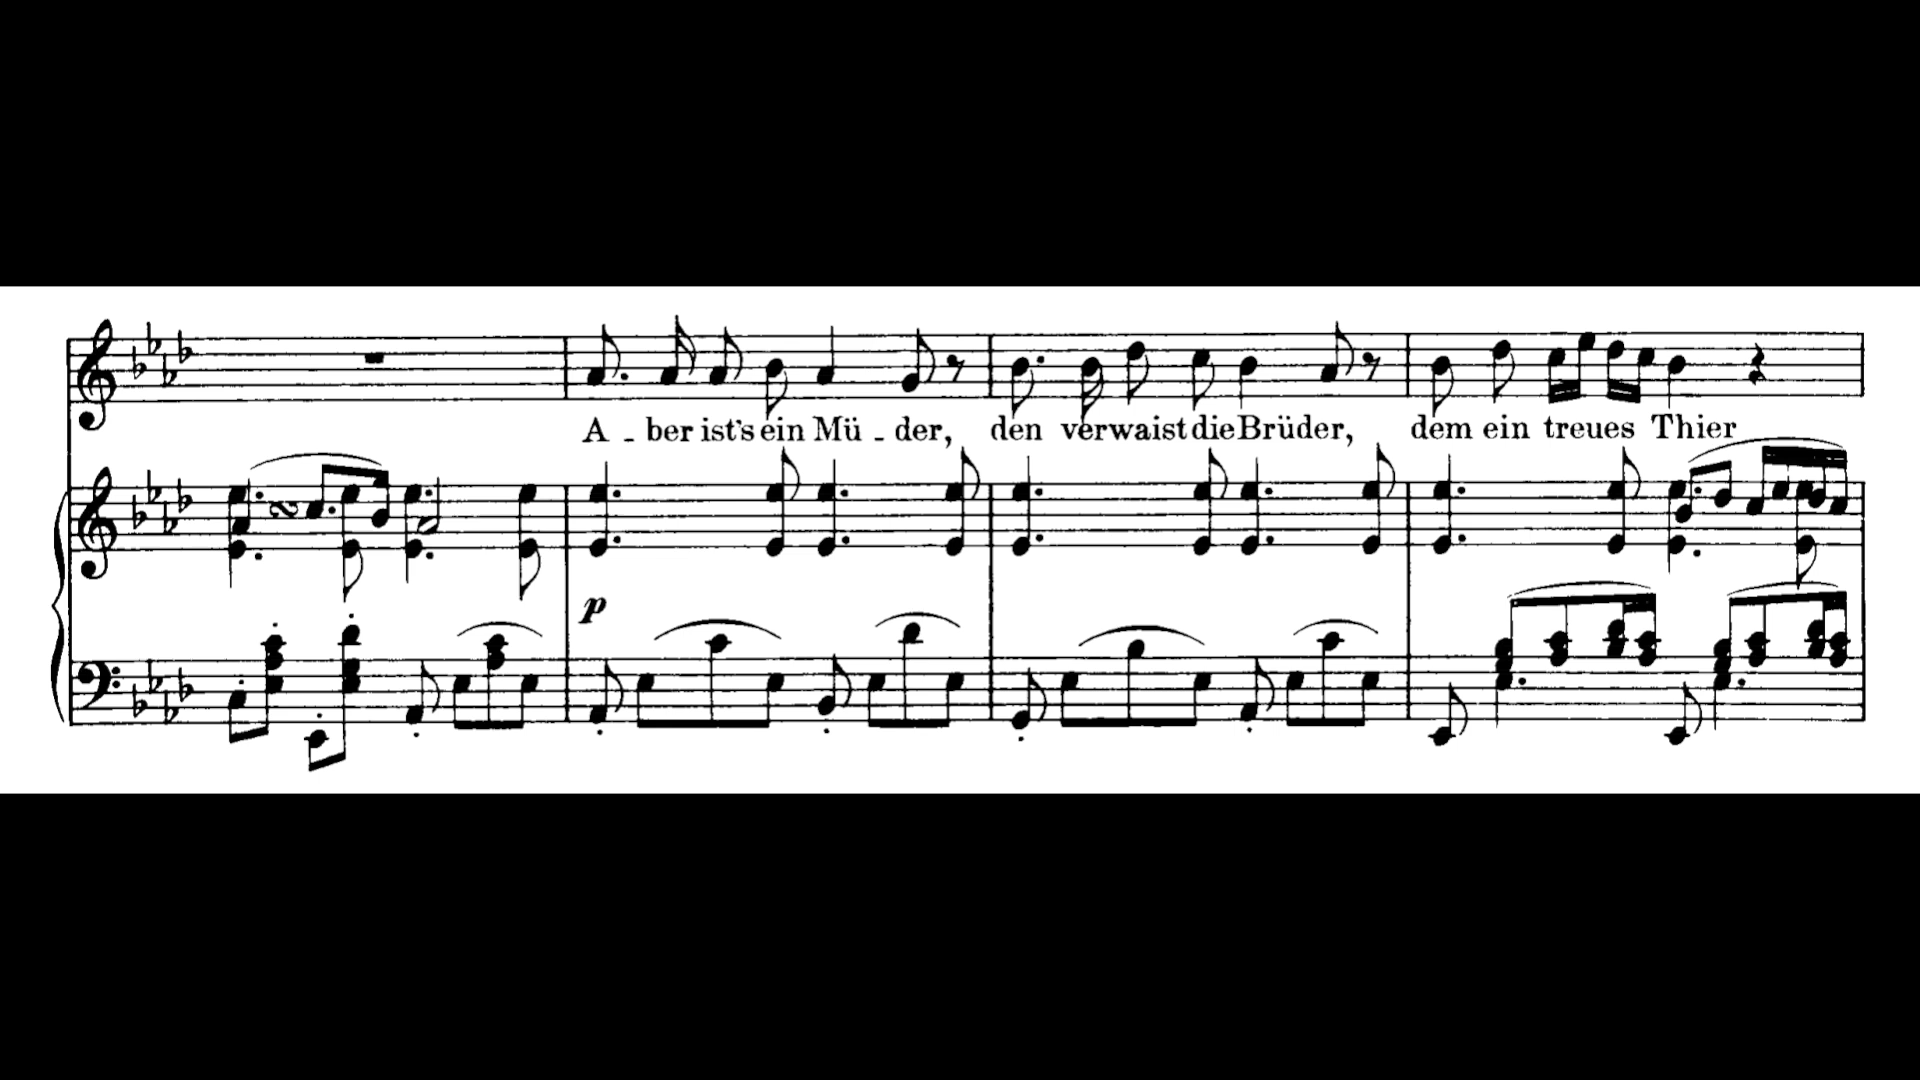 A - ber ist's ein Mü - der, den verwaist die Brüder, dem ein treues Thier
p